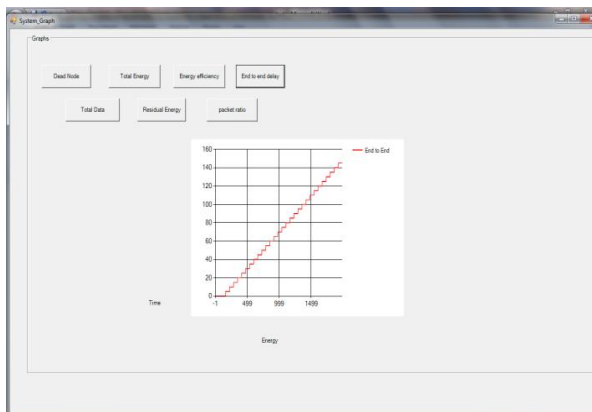 System_Graph
Graphs
Dead Node
Total Energy
Energy efficiency
End to end delay
Total Data
Residual Energy
packet ratio
160
140
120
100
80
60
40
20
0
-1 499 999 1499
End to End
Time
Energy